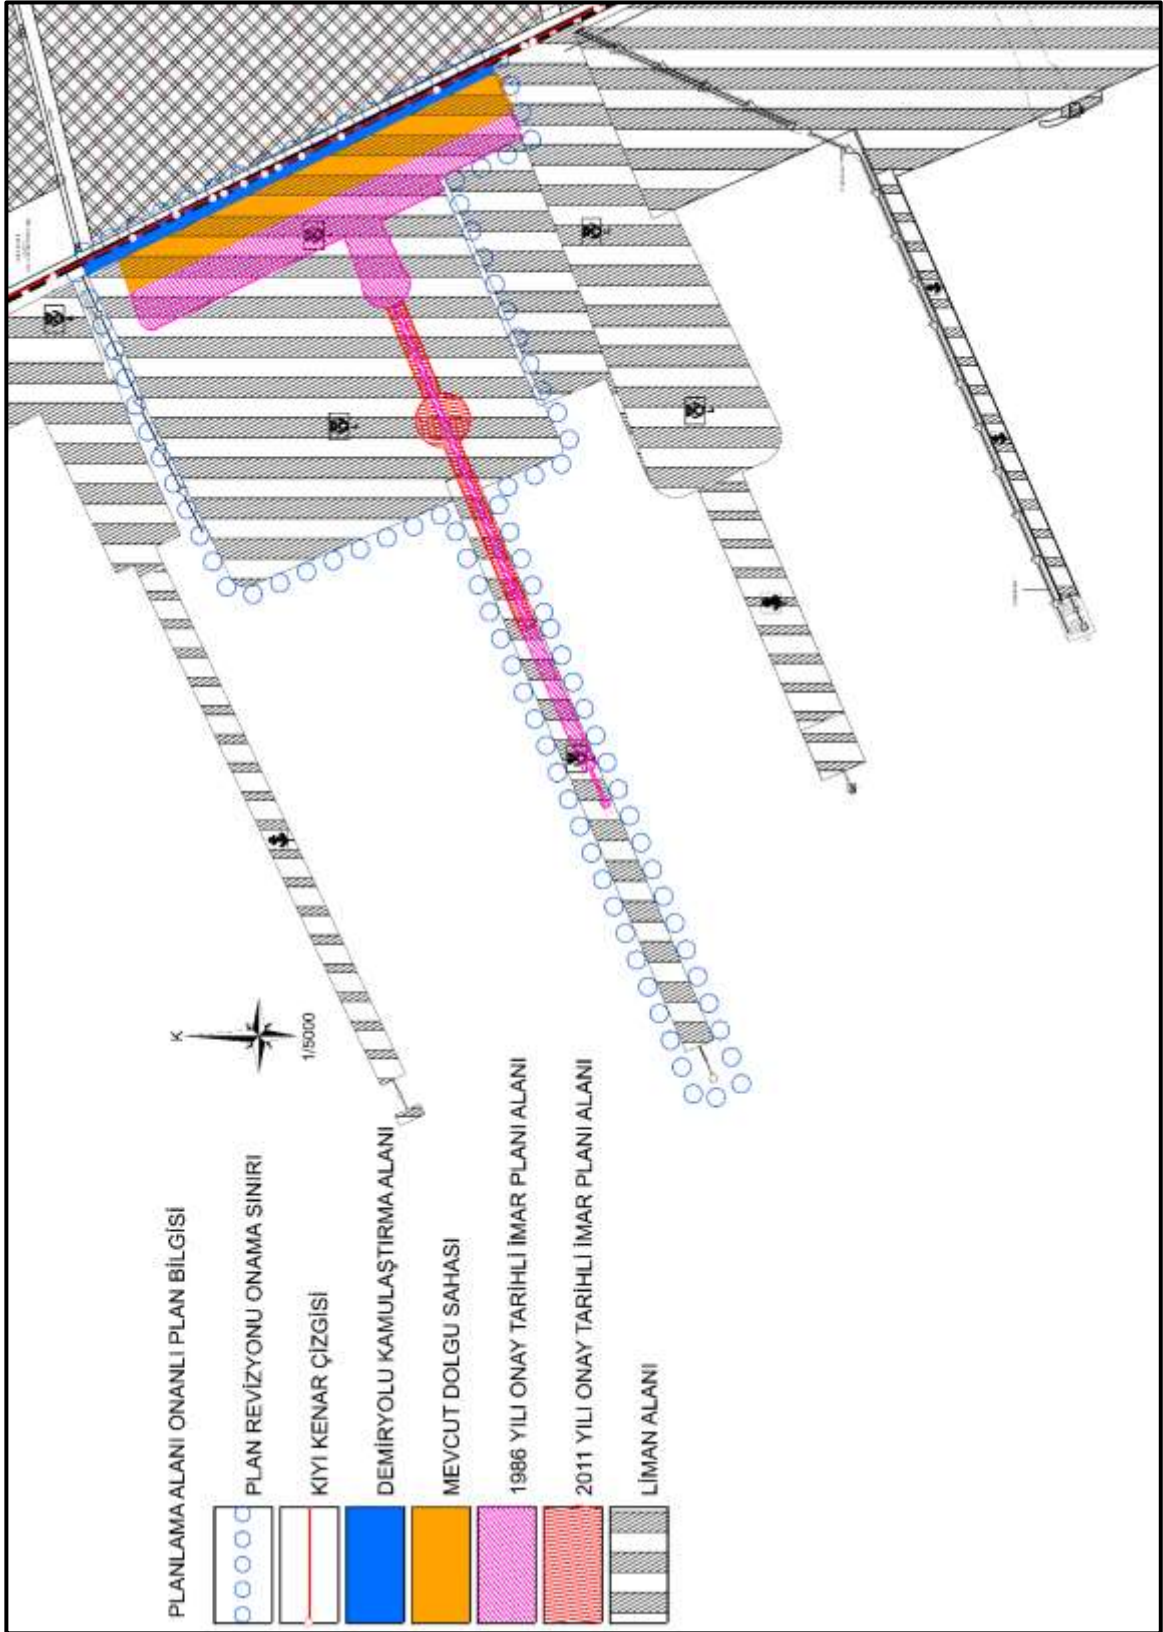 K
1/5000
PLANLAMA ALANI ONANLI PLAN BİLGİSİ
PLAN REVİZYONU ONAMA SINIRI
KIYI KENAR ÇİZGİSİ
DEMİRYOLU KAMULAŞTIRMA ALANI
MEVCUT DOLGU SAHASI
1986 YILI ONAY TARİHLİ İMAR PLANI ALANI
2011 YILI ONAY TARİHLİ İMAR PLANI ALANI
LİMAN ALANI